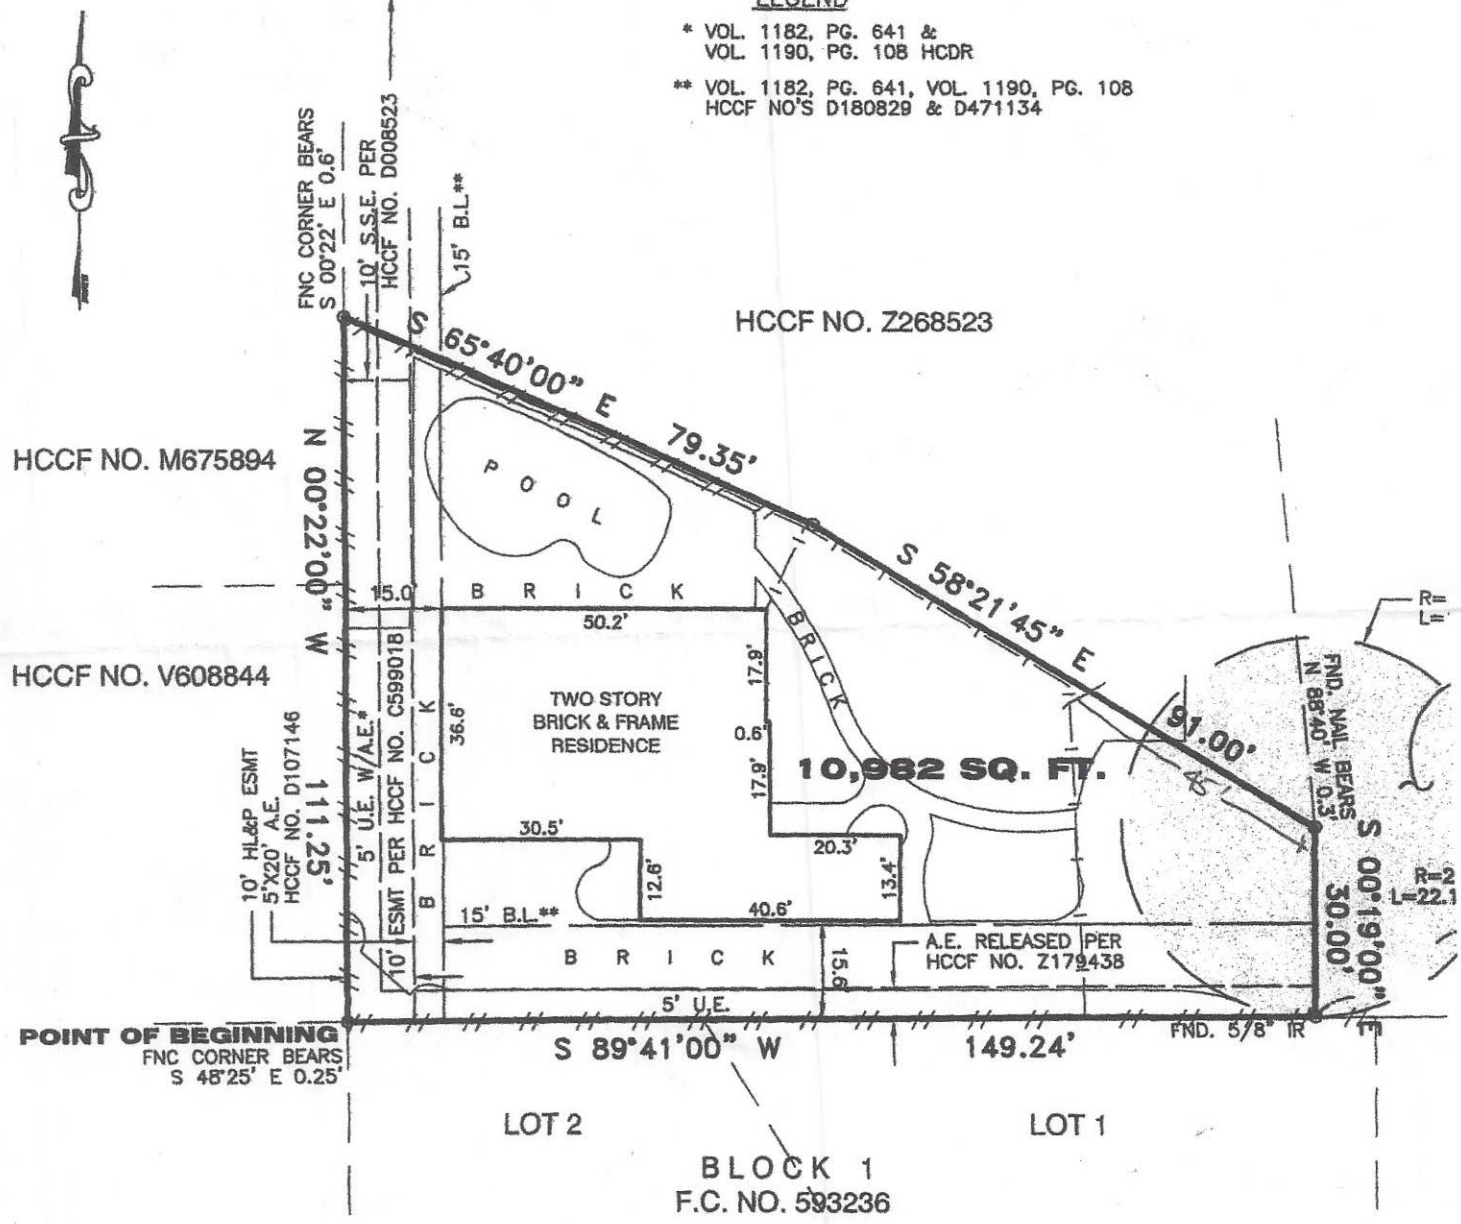 LEGEND
* VOL. 1182, PG. 641 &
VOL. 1190, PG. 108 HCDR
** VOL. 1182, PG. 641, VOL. 1190, PG. 108
HCCF NO'S D180829 & D471134
FNC CORNER BEARS
S 00°22' E 0.6'
10' S.S.E. PER
HCCF NO. D008523
15' B.L.**
HCCF NO. Z268523
S 65°40'00" E 79.35'
HCCF NO. M675894
N 00°22'00" W 111.25'
POOL
S 58°21'45" E 91.00'
45'
15.0'
BRICK
50.2'
BRICK
R=
L=
HCCF NO. V608844
5' U.E. W/A.E.*
10' ESMT PER HCCF NO. C599018
BRICK
BRICK
36.6'
TWO STORY
BRICK & FRAME
RESIDENCE
17.9'
0.6'
17.9'
10,982 SQ. FT.
FND. NAIL BEARS
N 88°40' W 0.3'
S 00°19'00" E
30.00'
R=2
L=22.1
10' HL&P ESMT
5'X20' A.E.
HCCF NO. D107146
30.5'
12.6'
20.3'
13.4'
40.6'
15' B.L.**
BRICK
15.6'
A.E. RELEASED PER
HCCF NO. Z179438
5' U.E.
POINT OF BEGINNING
FNC CORNER BEARS
S 48°25' E 0.25'
S 89°41'00" W 149.24'
FND. 5/8" IR
LOT 2
LOT 1
BLOCK 1
F.C. NO. 593236